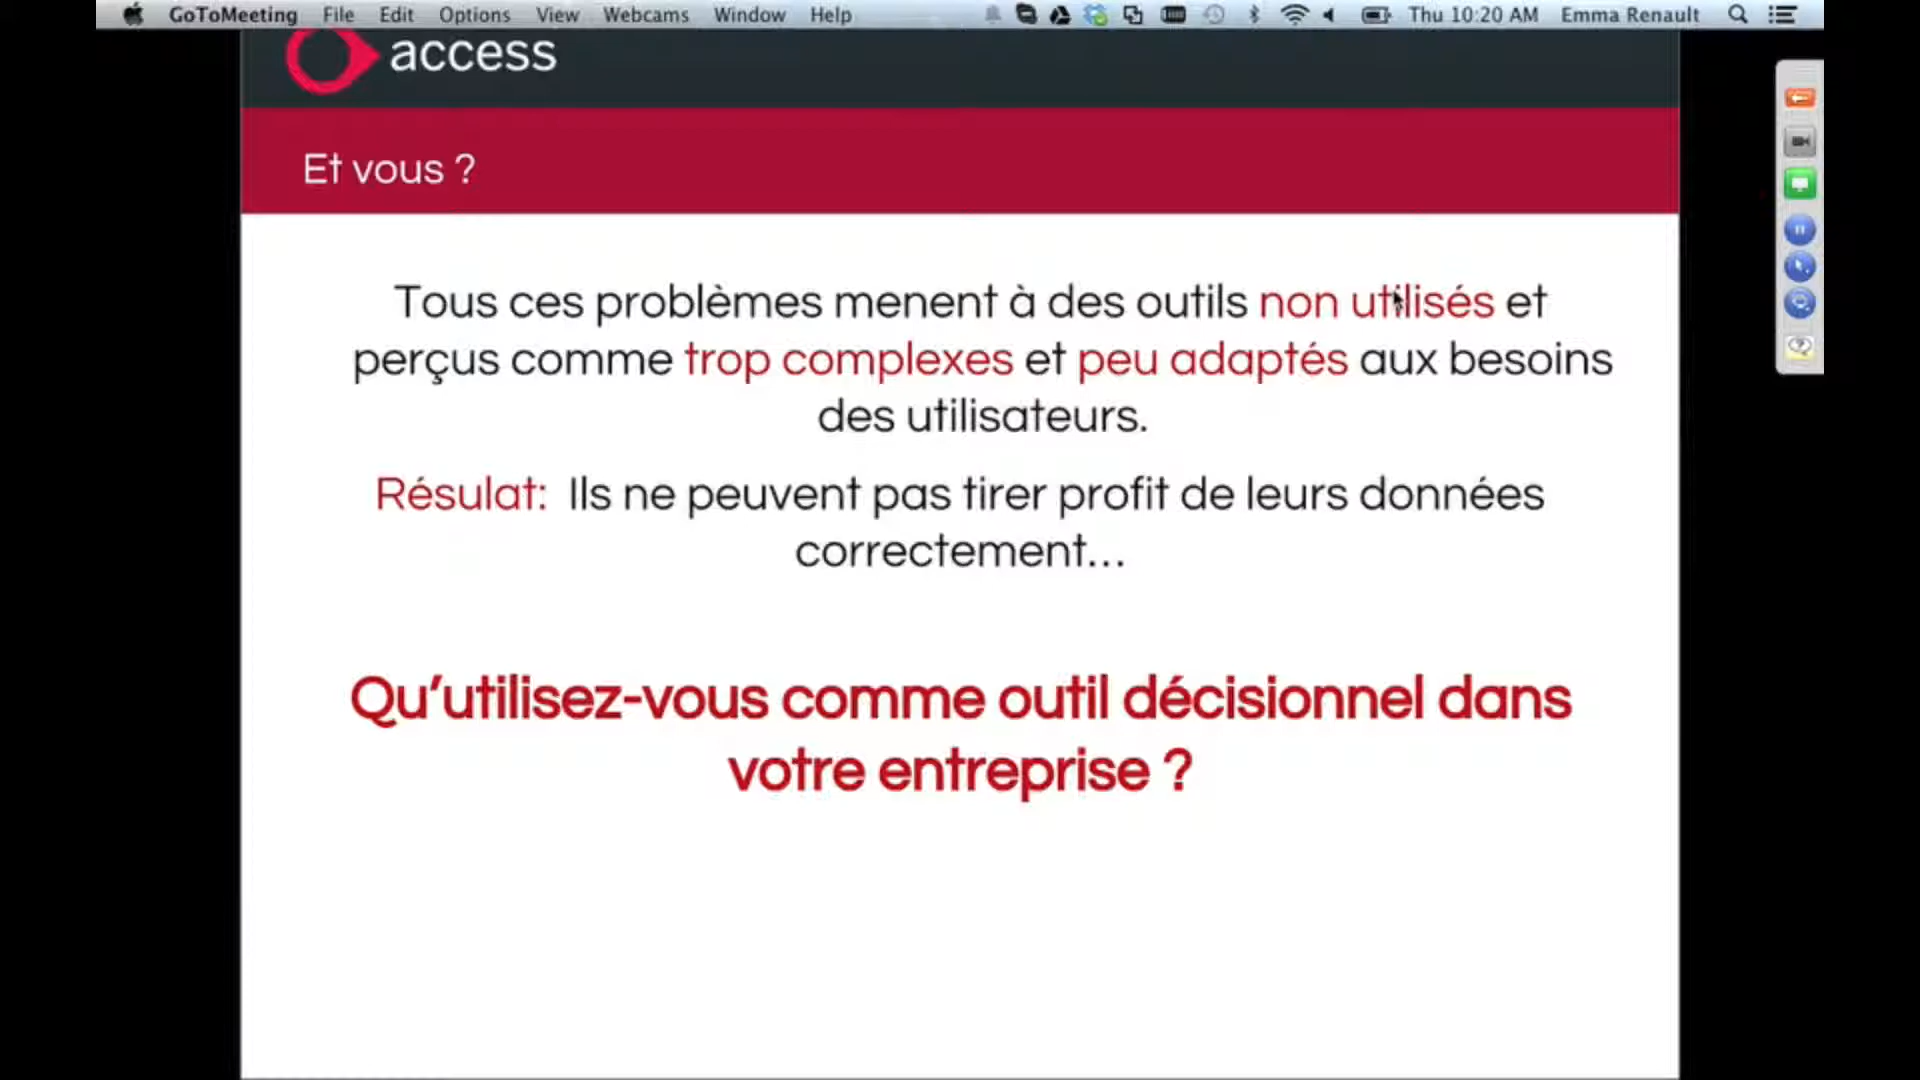 GoToMeeting File Edit Options View Webcams Window Help Thu 10:20 AM Emma Renault
access
Et vous ?
Tous ces problèmes menent à des outils non utilisés et
perçus comme trop complexes et peu adaptés aux besoins
des utilisateurs.
Résulat: Ils ne peuvent pas tirer profit de leurs données
correctement...
Qu’utilisez-vous comme outil décisionnel dans
votre entreprise ?